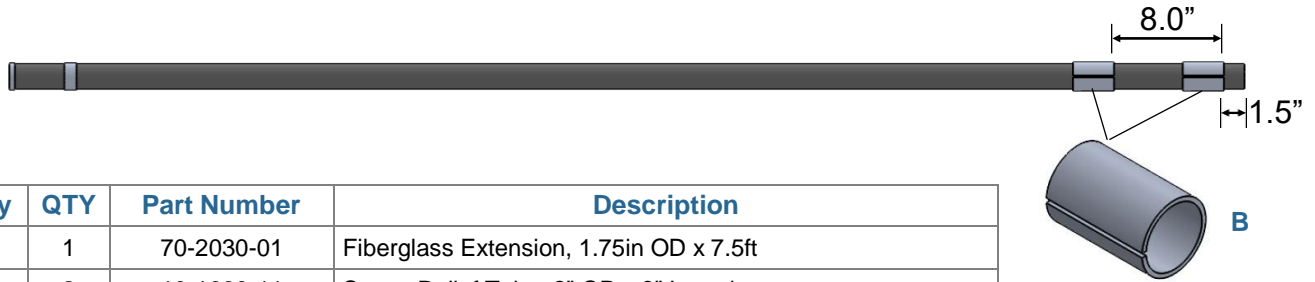 8.0”
1.5”
B
y QTY Part Number Description
1 70-2030-01 Fiberglass Extension, 1.75in OD x 7.5ft